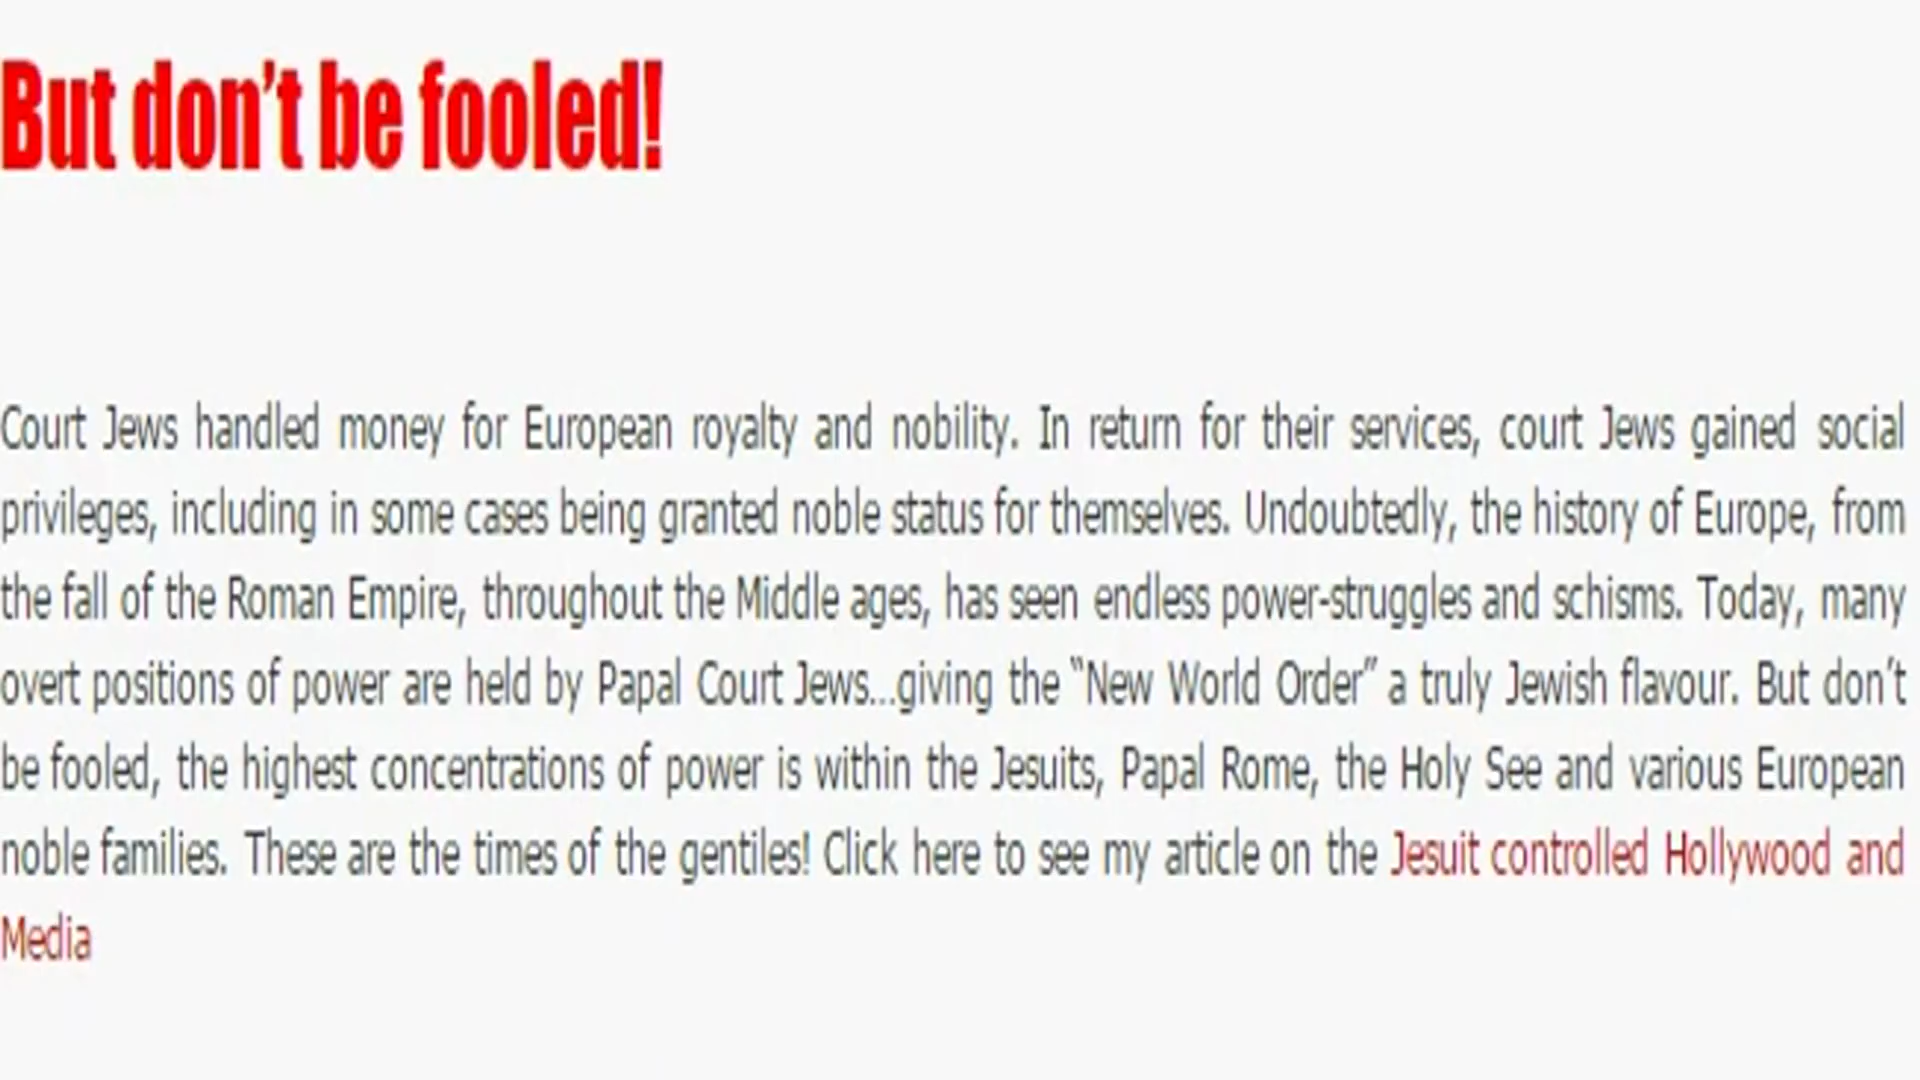 But don’t be fooled!
Court Jews handled money for European royalty and nobility. In return for their services, court Jews gained social
privileges, including in some cases being granted noble status for themselves. Undoubtedly, the history of Europe, from
the fall of the Roman Empire, throughout the Middle ages, has seen endless power-struggles and schisms. Today, many
overt positions of power are held by Papal Court Jews...giving the “New World Order” a truly Jewish flavour. But don’t
be fooled, the highest concentrations of power is within the Jesuits, Papal Rome, the Holy See and various European
noble families. These are the times of the gentiles! Click here to see my article on the Jesuit controlled Hollywood and
Media